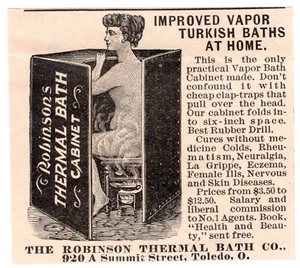 IMPROVED VAPOR
TURKISH BATHS
AT HOME.
Robinson's
THERMAL BATH
CABINET
This is the only
practical Vapor Bath
Cabinet made. Don't
confound it with
cheap clap-traps that
pull over the head.
Our cabinet folds in-
to six-inch space.
Best Rubber Drill.
Cures without me-
dicine Colds, Rheu-
matism, Neuralgia,
La Grippe, Eczema,
Female Ills, Nervous
and Skin Diseases.
Prices from $3.50 to
$12.50. Salary and
liberal commission
to No.1 Agents. Book,
"Health and Beau-
ty," sent free.
THE ROBINSON THERMAL BATH CO.,
920 A Summit Street, Toledo, O.